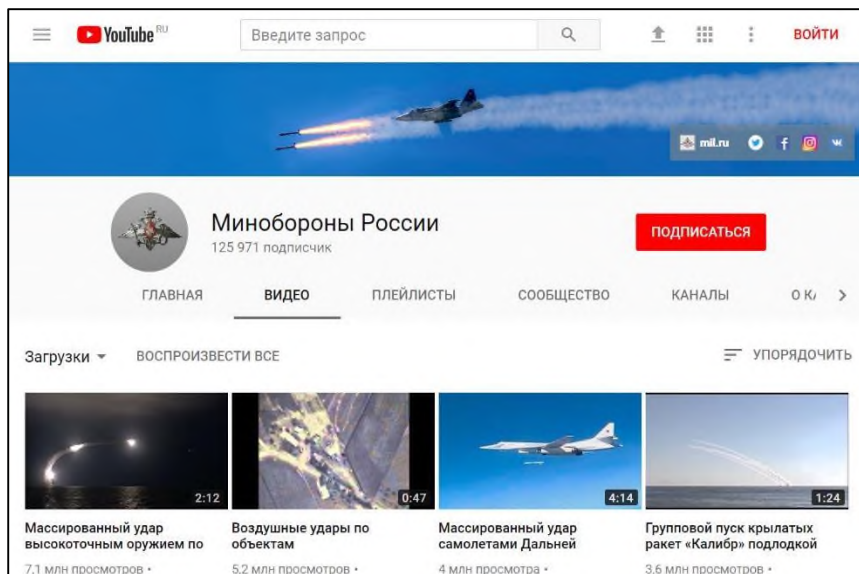 YouTube RU
Введите запрос
ВОЙТИ
mil.ru
Минобороны России
125 971 подписчик
ПОДПИСАТЬСЯ
ГЛАВНАЯ
ВИДЕО
ПЛЕЙЛИСТЫ
СООБЩЕСТВО
КАНАЛЫ
О К
Загрузки
ВОСПРОИЗВЕСТИ ВСЕ
УПОРЯДОЧИТЬ
2:12
0:47
4:14
1:24
Массированный удар
высокоточным оружием по
7.1 млн просмотров •
Воздушные удары по
объектам
5.2 млн просмотров •
Массированный удар
самолетами Дальней
4 млн просмотра •
Групповой пуск крылатых
ракет «Калибр» подлодкой
3.6 млн просмотров •